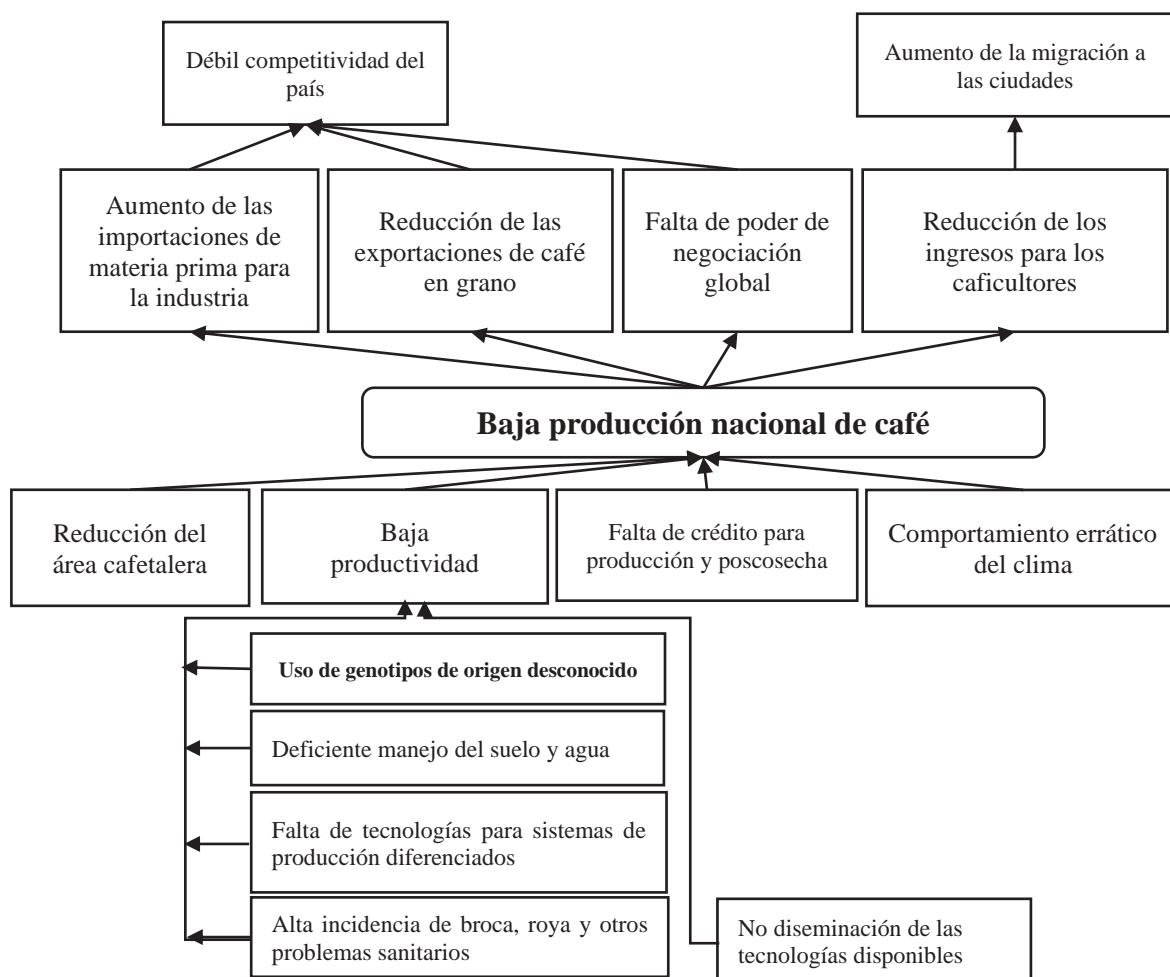 Débil competitividad del
país
Aumento de la migración a
las ciudades
Aumento de las
importaciones de
materia prima para
la industria
Reducción de las
exportaciones de café
en grano
Falta de poder de
negociación
global
Reducción de los
ingresos para los
caficultores
Baja producción nacional de café
Reducción del
área cafetalera
Baja
productividad
Falta de crédito para
producción y poscosecha
Comportamiento errático
del clima
Uso de genotipos de origen desconocido
Deficiente manejo del suelo y agua
Falta de tecnologías para sistemas de
producción diferenciados
Alta incidencia de broca, roya y otros
problemas sanitarios
No diseminación de las
tecnologías disponibles